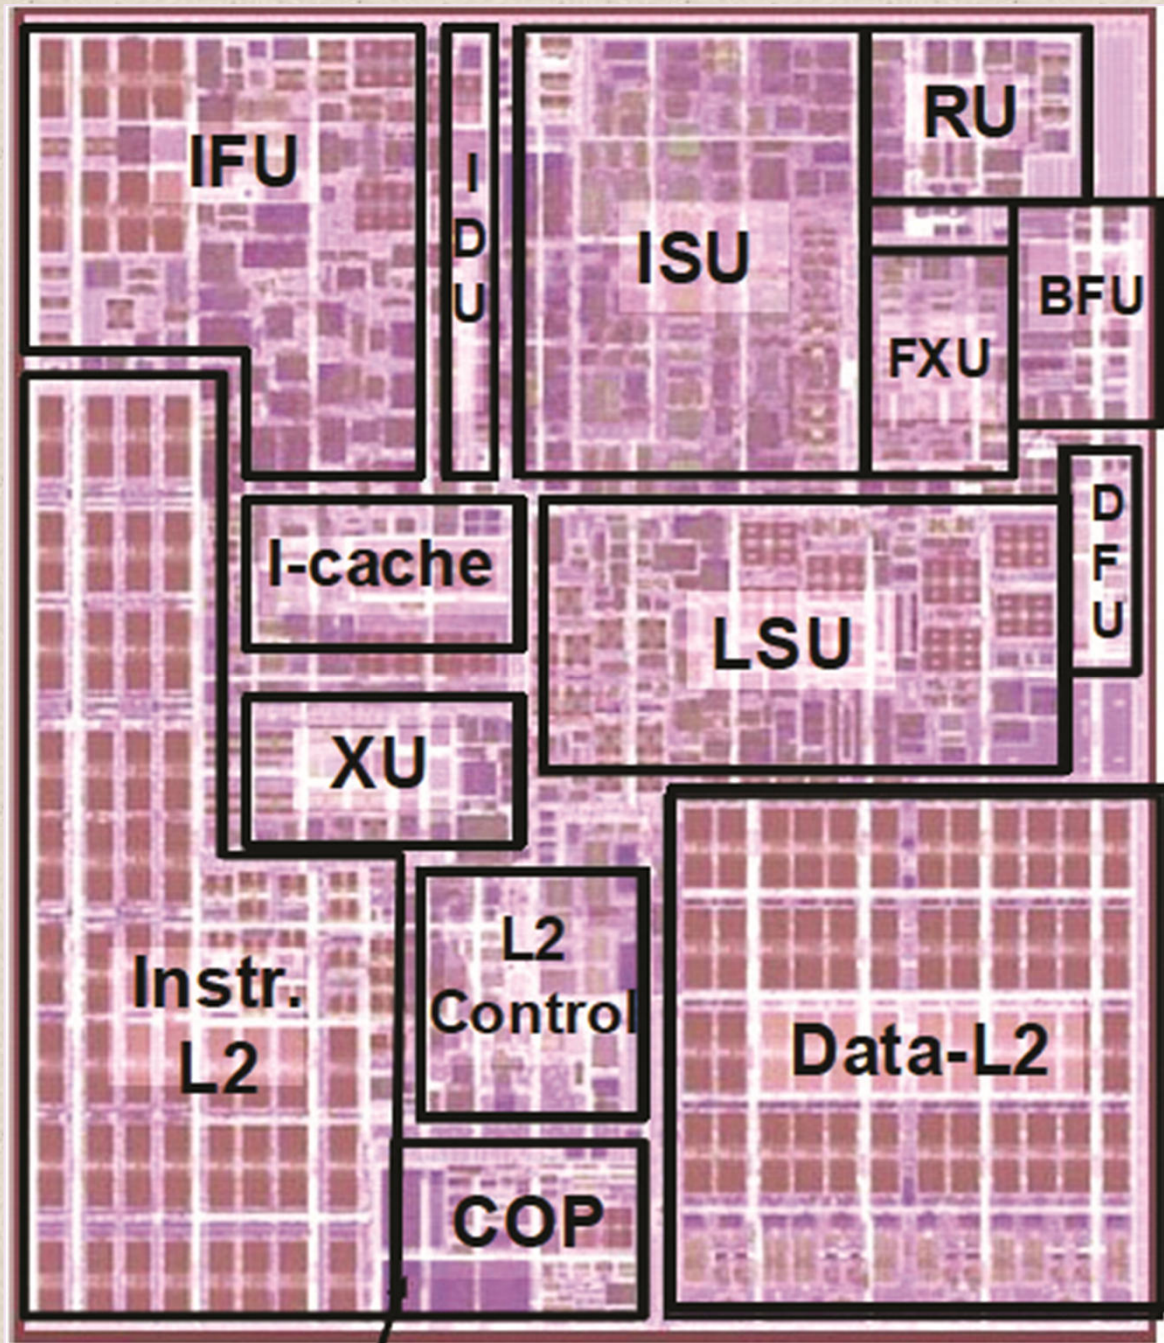 IFU
I
D
U
ISU
RU
FXU
BFU
D
F
U
I-cache
LSU
XU
L2
Control
Instr.
L2
Data-L2
COP